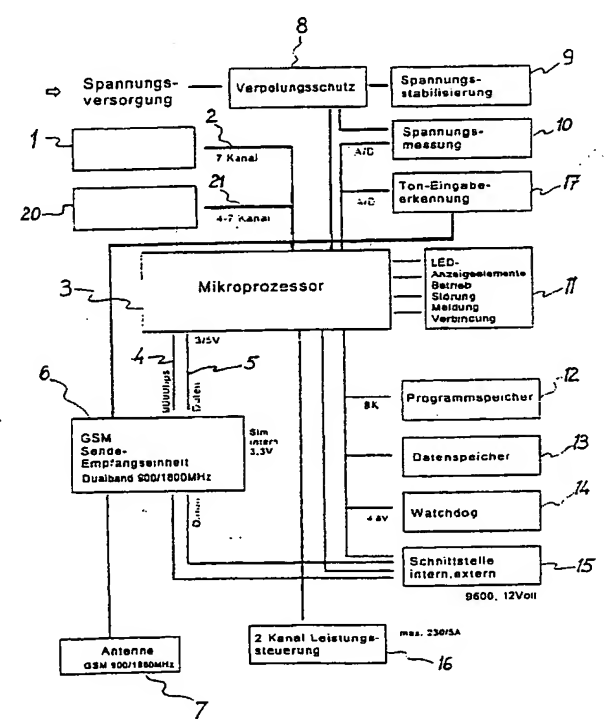 8
⇨ Spannungs-
versorgung
Verpolungsschutz
Spannungs-
stabilisierung
9
1
2
7 Kanal
A/D
Spannungs-
messung
10
20
21
4-7 Kanal
A/D
Ton-Eingabe-
erkennung
17
3
Mikroprozessor
LED-
Anzeigeelemente
Betrieb
Störung
Meldung
Verbindung
11
3/5V
4
5
9600bps
Daten
6
GSM
Sende-
Empfangseinheit
Dualband 900/1800MHz
Sim
intern
3.3V
Daten
8K
Programmspeicher
12
Datenspeicher
13
Watchdog
14
Schnittstelle
intern,extern
15
9600, 12Volt
Antenne
GSM 900/1800MHz
7
2 Kanal Leistungs-
steuerung
max. 230/5A
16